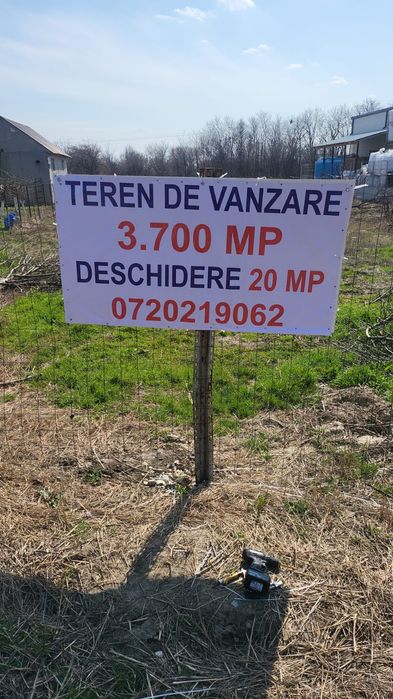 TEREN DE VANZARE
3.700 MP
DESCHIDERE 20 MP
0720219062